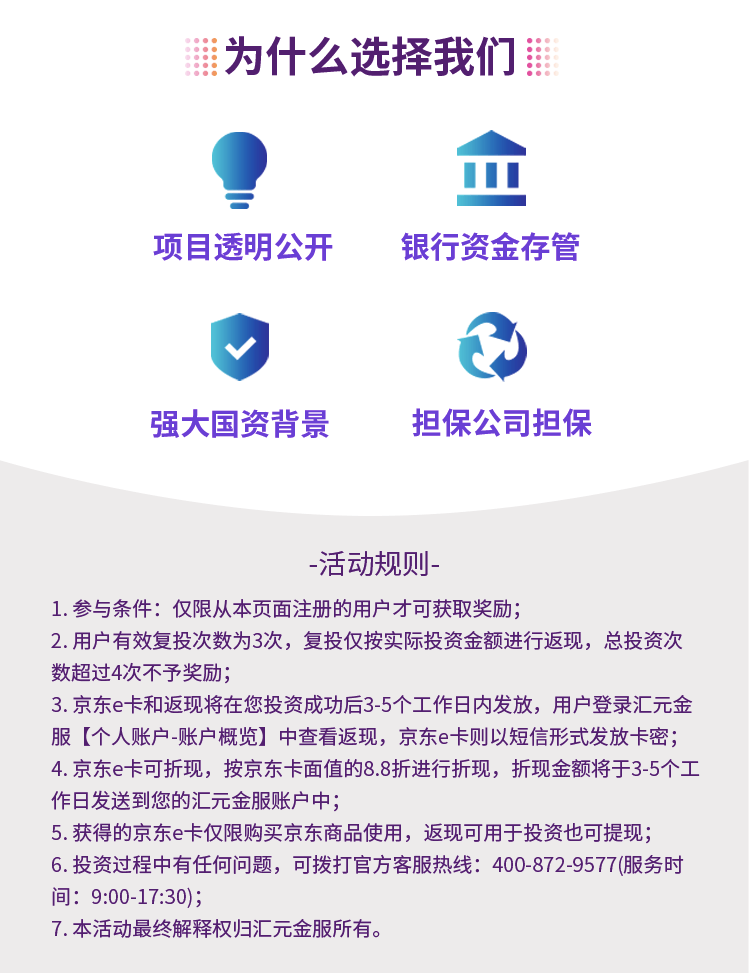 为什么选择我们
项目透明公开
银行资金存管
强大国资背景
担保公司担保
-活动规则-
1. 参与条件：仅限从本页面注册的用户才可获取奖励；
2. 用户有效复投次数为3次，复投仅按实际投资金额进行返现，总投资次
数超过4次不予奖励；
3. 京东e卡和返现将在您投资成功后3-5个工作日内发放，用户登录汇元金
服【个人账户-账户概览】中查看返现，京东e卡则以短信形式发放卡密；
4. 京东e卡可折现，按京东卡面值的8.8折进行折现，折现金额将于3-5个工
作日发送到您的汇元金服账户中；
5. 获得的京东e卡仅限购买京东商品使用，返现可用于投资也可提现；
6. 投资过程中有任何问题，可拨打官方客服热线：400-872-9577(服务时
间：9:00-17:30)；
7. 本活动最终解释权归汇元金服所有。